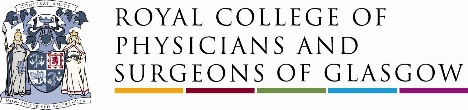 ROYAL COLLEGE OF
PHYSICIANS AND
SURGEONS OF GLASGOW